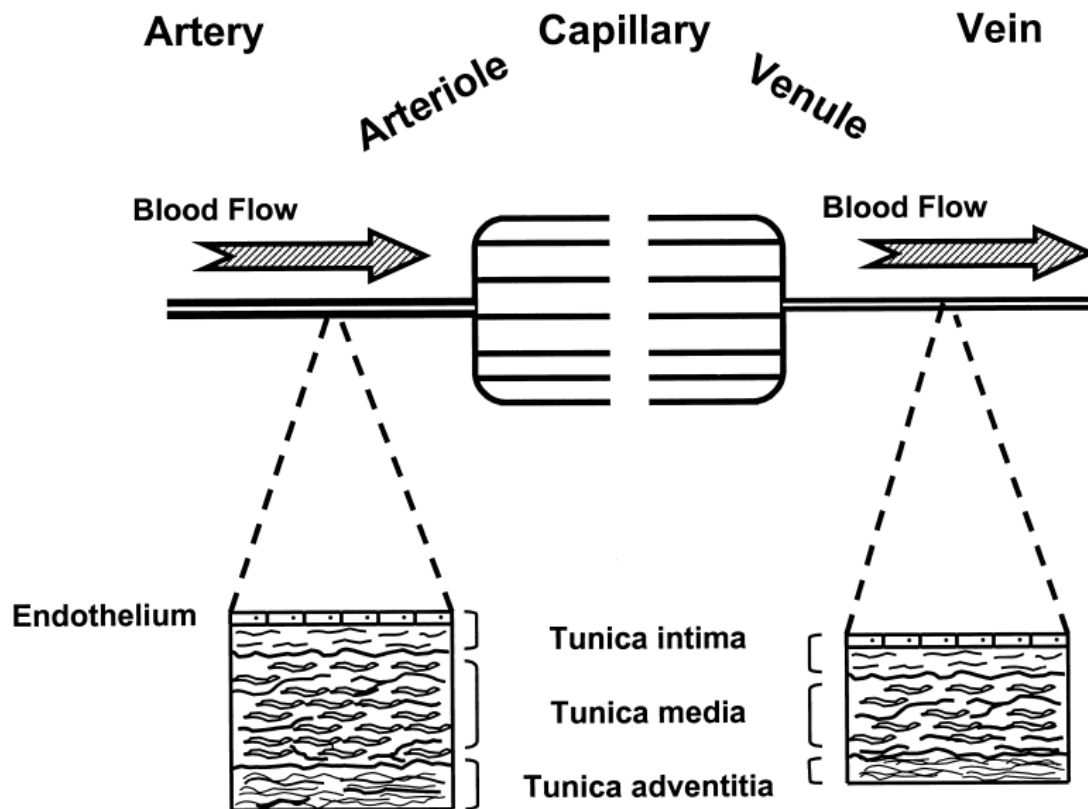 Artery
Capillary
Vein
Arteriole
Venule
Blood Flow
Blood Flow
Endothelium
Tunica intima
Tunica media
Tunica adventitia